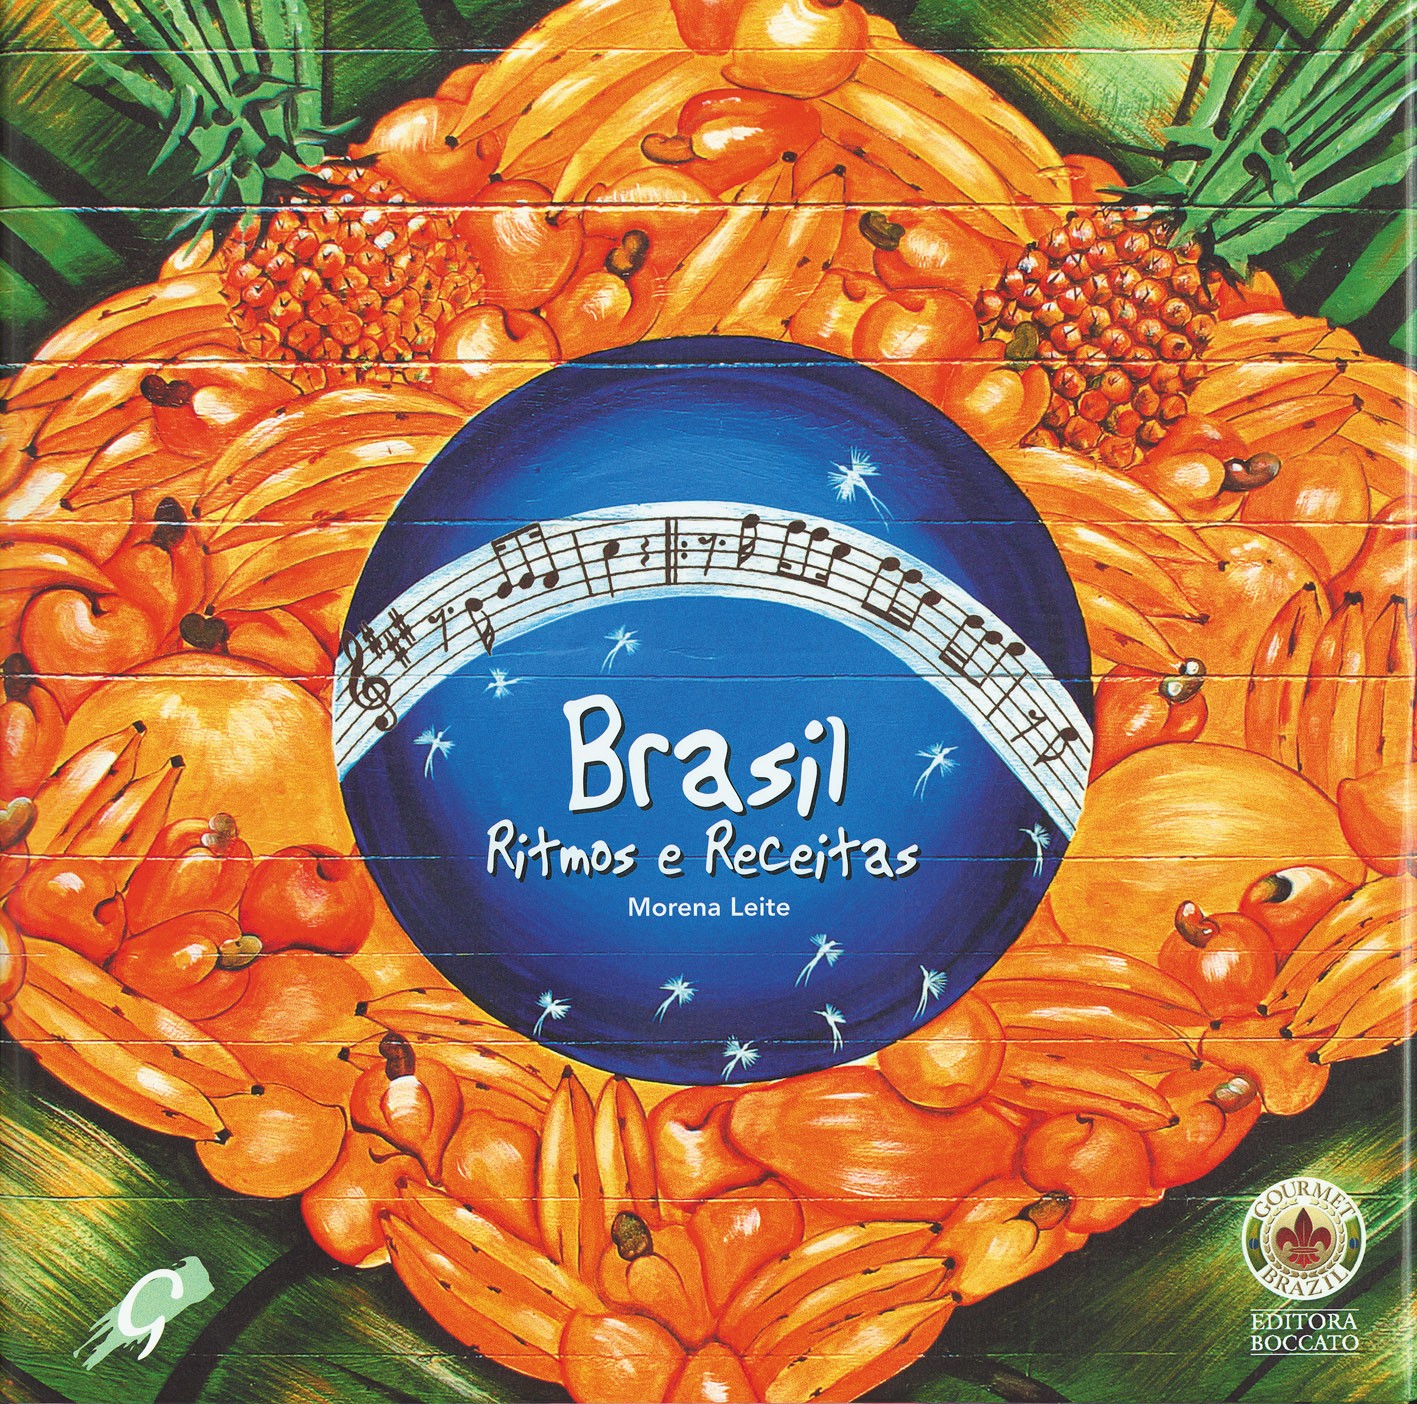 Brasil
Ritmos e Receitas
Morena Leite
G
GOURMET
BRAZIL
EDITORA
BOCCATO